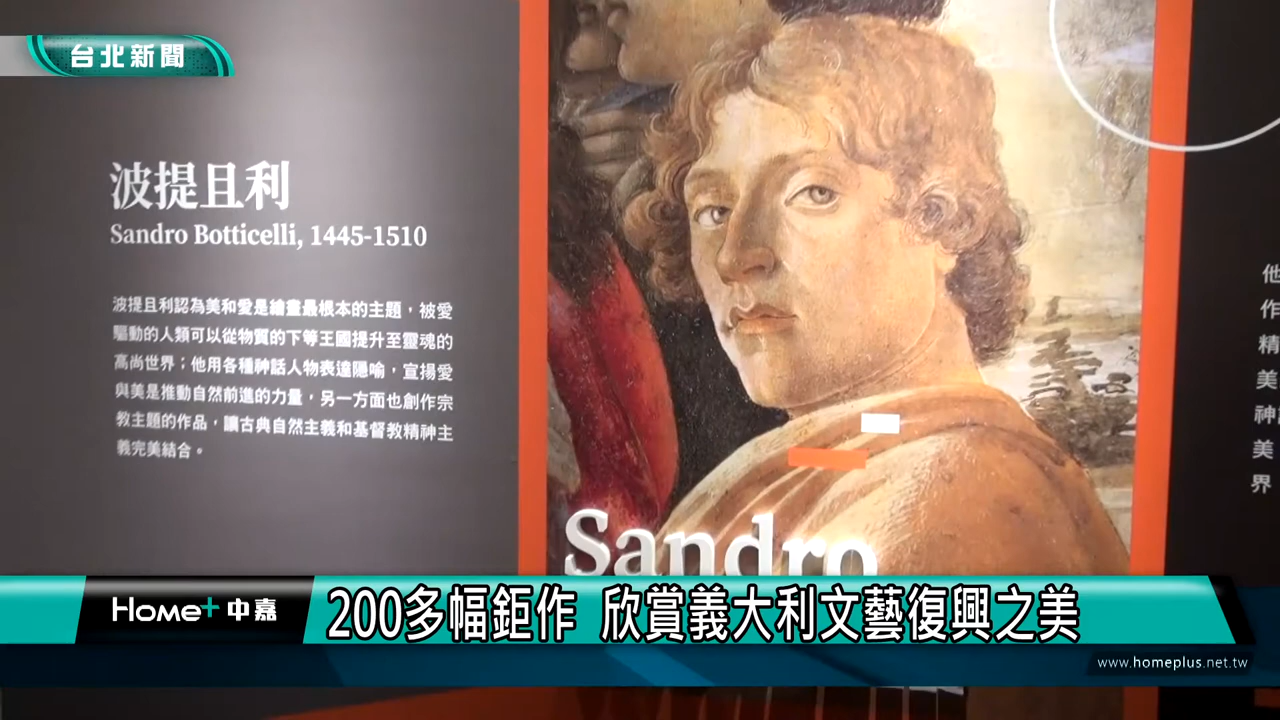 台北新聞
波提且利
Sandro Botticelli, 1445-1510
波提且利認為美和愛是繪畫最根本的主題，被愛
驅動的人類可以從物質的下等王國提升至靈魂的
高尚世界；他用各種神話人物表達隱喻，宣揚愛
與美是推動自然前進的力量，另一方面也創作宗
教主題的作品，讓古典自然主義和基督教精神主
義完美結合。
Sandro
他
作
精
美
神話
美
界
Home+中嘉
200多幅鉅作 欣賞義大利文藝復興之美
www.homeplus.net.tw